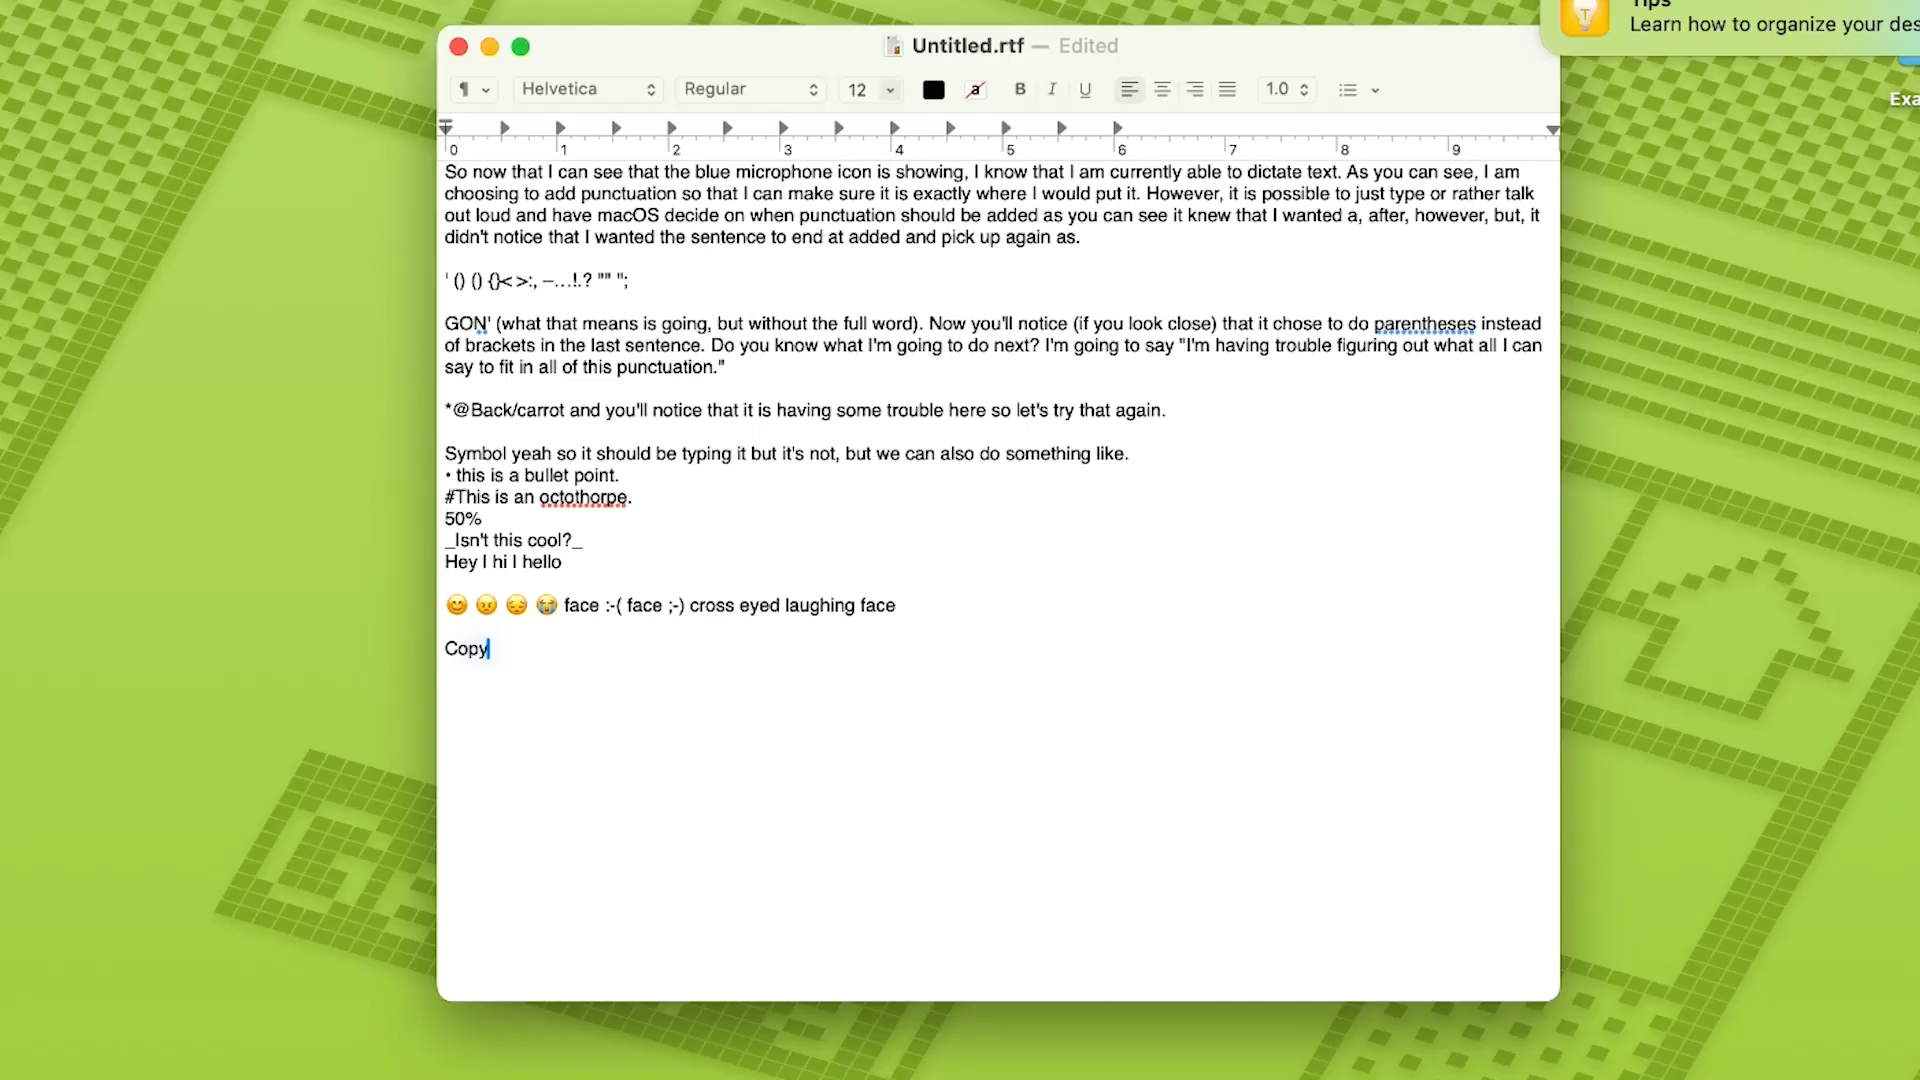 Tips
Learn how to organize your des
Exa
Untitled.rtf — Edited
¶ Helvetica Regular 12 a B I U 1.0
0 1 2 3 4 5 6 7 8 9
So now that I can see that the blue microphone icon is showing, I know that I am currently able to dictate text. As you can see, I am
choosing to add punctuation so that I can make sure it is exactly where I would put it. However, it is possible to just type or rather talk
out loud and have macOS decide on when punctuation should be added as you can see it knew that I wanted a, after, however, but, it
didn't notice that I wanted the sentence to end at added and pick up again as.
' () () {}< >:, –…!.? "" ";
GON' (what that means is going, but without the full word). Now you'll notice (if you look close) that it chose to do parentheses instead
of brackets in the last sentence. Do you know what I'm going to do next? I'm going to say "I'm having trouble figuring out what all I can
say to fit in all of this punctuation."
*@Back/carrot and you'll notice that it is having some trouble here so let's try that again.
Symbol yeah so it should be typing it but it's not, but we can also do something like.
• this is a bullet point.
#This is an octothorpe.
50%
_Isn't this cool?_
Hey I hi I hello
😊 😠 😔 😭 face :-( face ;-) cross eyed laughing face
Copy